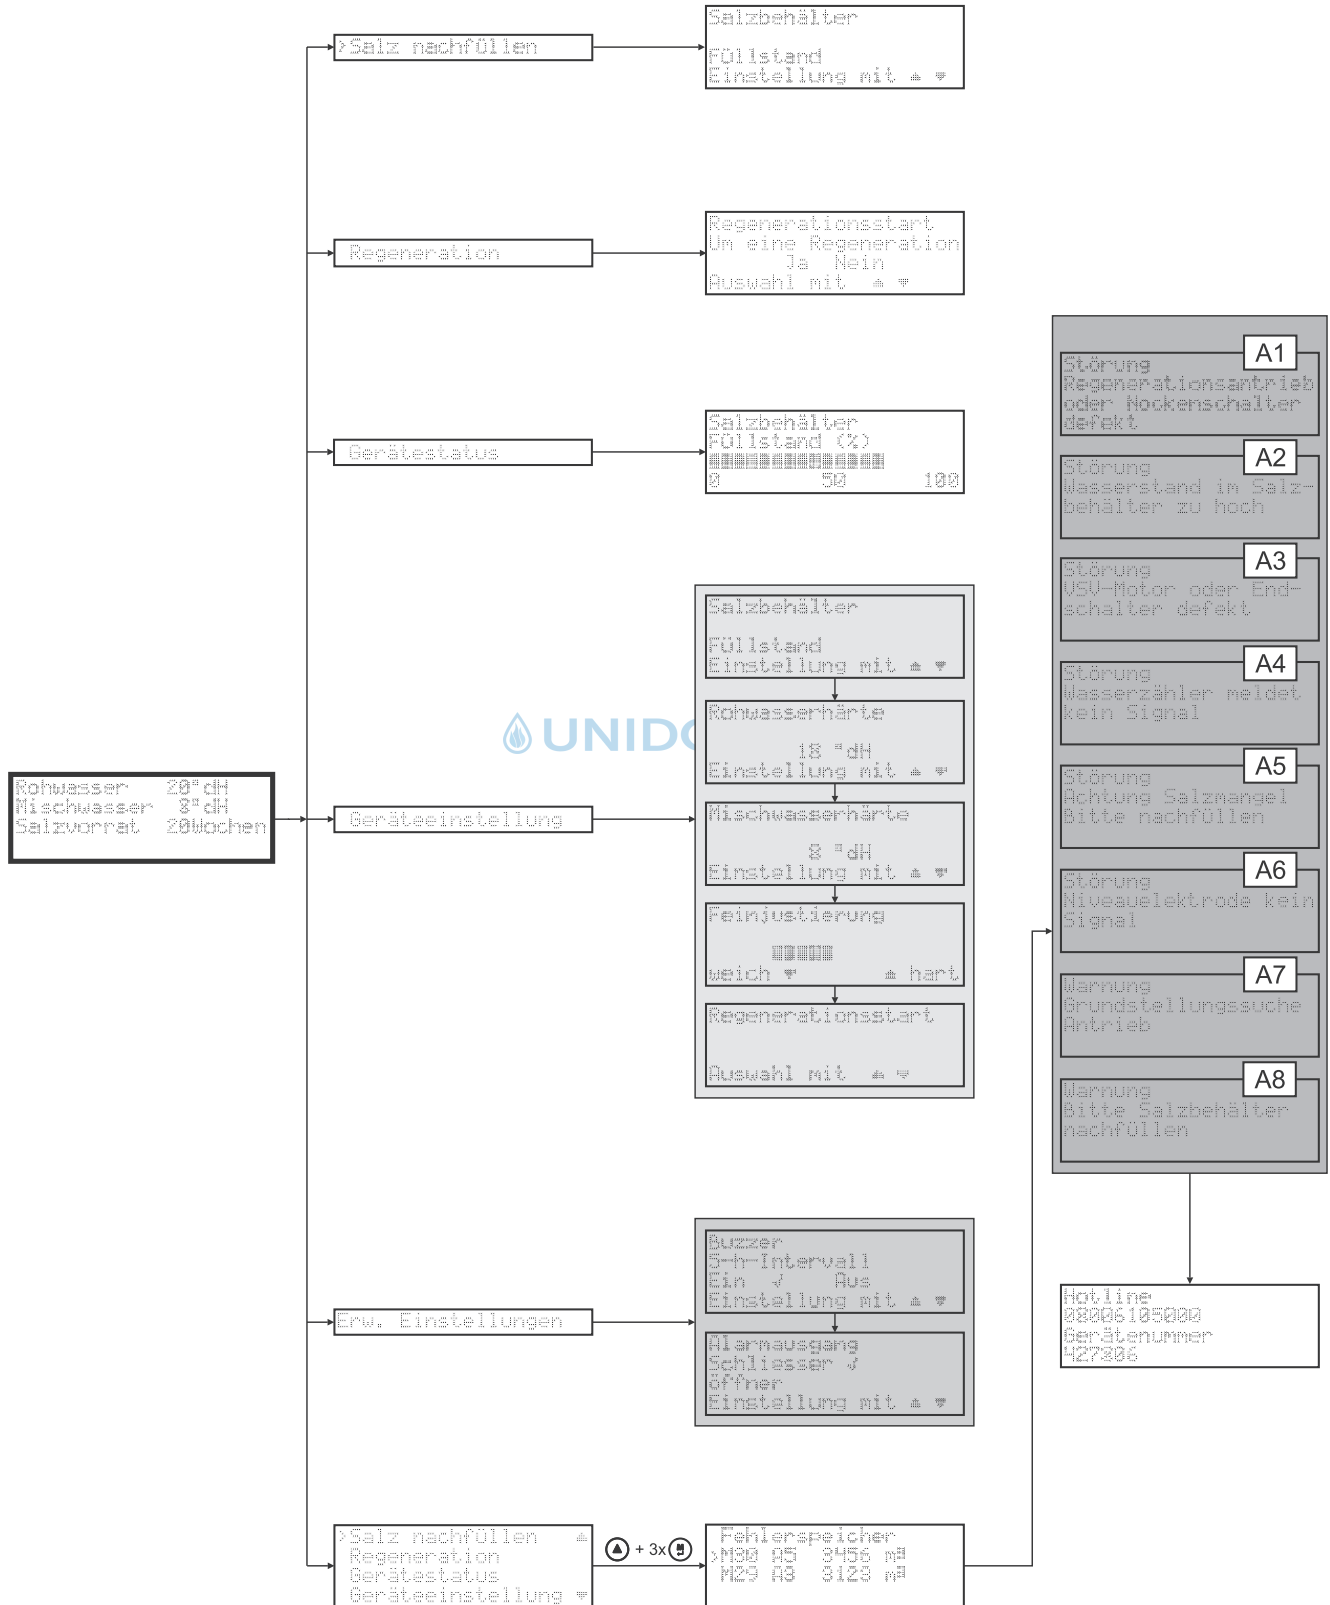 >Salz nachfüllen
Salzbehälter
Füllstand
Einstellung mit ▲ ▼
Regeneration
Regenerationsstart
Um eine Regeneration
Ja Nein
Auswahl mit ▲ ▼
Gerätestatus
Salzbehälter
Füllstand (%)
0 50 100
Rohwasser 20°dH
Mischwasser 8°dH
Salzvorrat 20Wochen
Geräteeinstellung
Salzbehälter
Füllstand
Einstellung mit ▲ ▼
Rohwasserhärte
18 °dH
Einstellung mit ▲ ▼
Mischwasserhärte
8 °dH
Einstellung mit ▲ ▼
Feinjustierung
weich ▼ ▲ hart
Regenerationsstart
Auswahl mit ▲ ▼
UNIDO
Erw. Einstellungen
Buzzer
5-h-Intervall
Ein √ Aus
Einstellung mit ▲ ▼
Alarmausgang
Schliesser √
öffner
Einstellung mit ▲ ▼
>Salz nachfüllen ▲
Regeneration
Gerätestatus
Geräteeinstellung ▼
▲ + 3x M
Fehlerspeicher
>M30 A5 3456 m³
M29 A3 3123 m³
A1
Störung
Regenerationsantrieb
oder Nockenschalter
defekt
A2
Störung
Wasserstand im Salz-
behälter zu hoch
A3
Störung
VSV-Motor oder End-
schalter defekt
A4
Störung
Wasserzähler meldet
kein Signal
A5
Störung
Achtung Salzmangel
Bitte nachfüllen
A6
Störung
Niveauelektrode kein
Signal
A7
Warnung
Grundstellungssuche
Antrieb
A8
Warnung
Bitte Salzbehälter
nachfüllen
Hotline
08006105000
Gerätenummer
427306